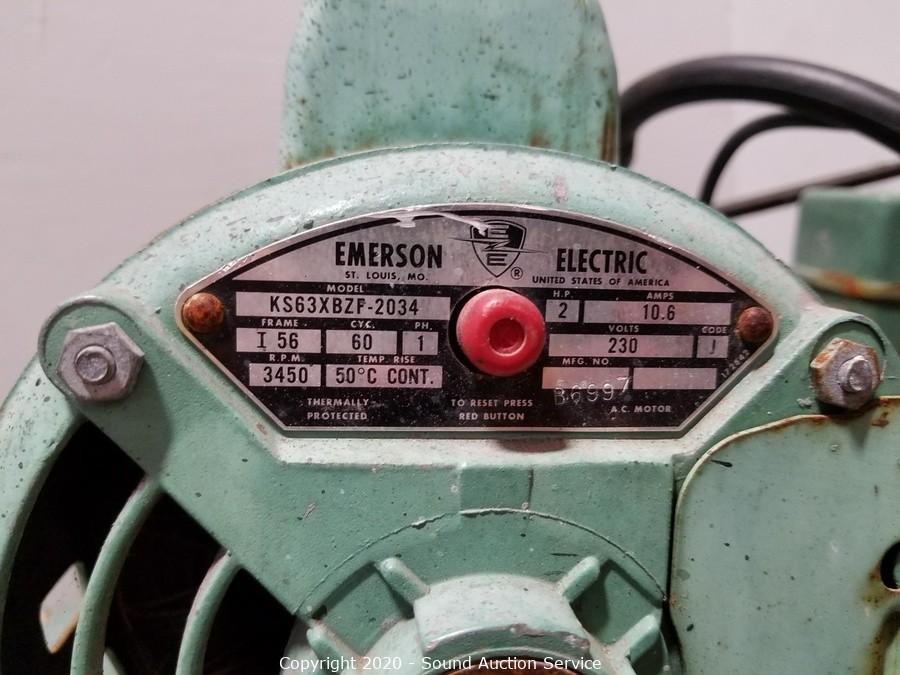 EMERSON ELECTRIC
ST. LOUIS, MO. UNITED STATES OF AMERICA
EZE ®
MODEL
KS63XBZF-2034
H.P. AMPS
2 10.6
FRAME CYC. PH.
I 56 60 1
VOLTS CODE
230 J
R.P.M. TEMP. RISE
3450 50°C CONT.
MFG. NO.
B6997
THERMALLY
PROTECTED
TO RESET PRESS
RED BUTTON
A.C. MOTOR
Copyright 2020 - Sound Auction Service